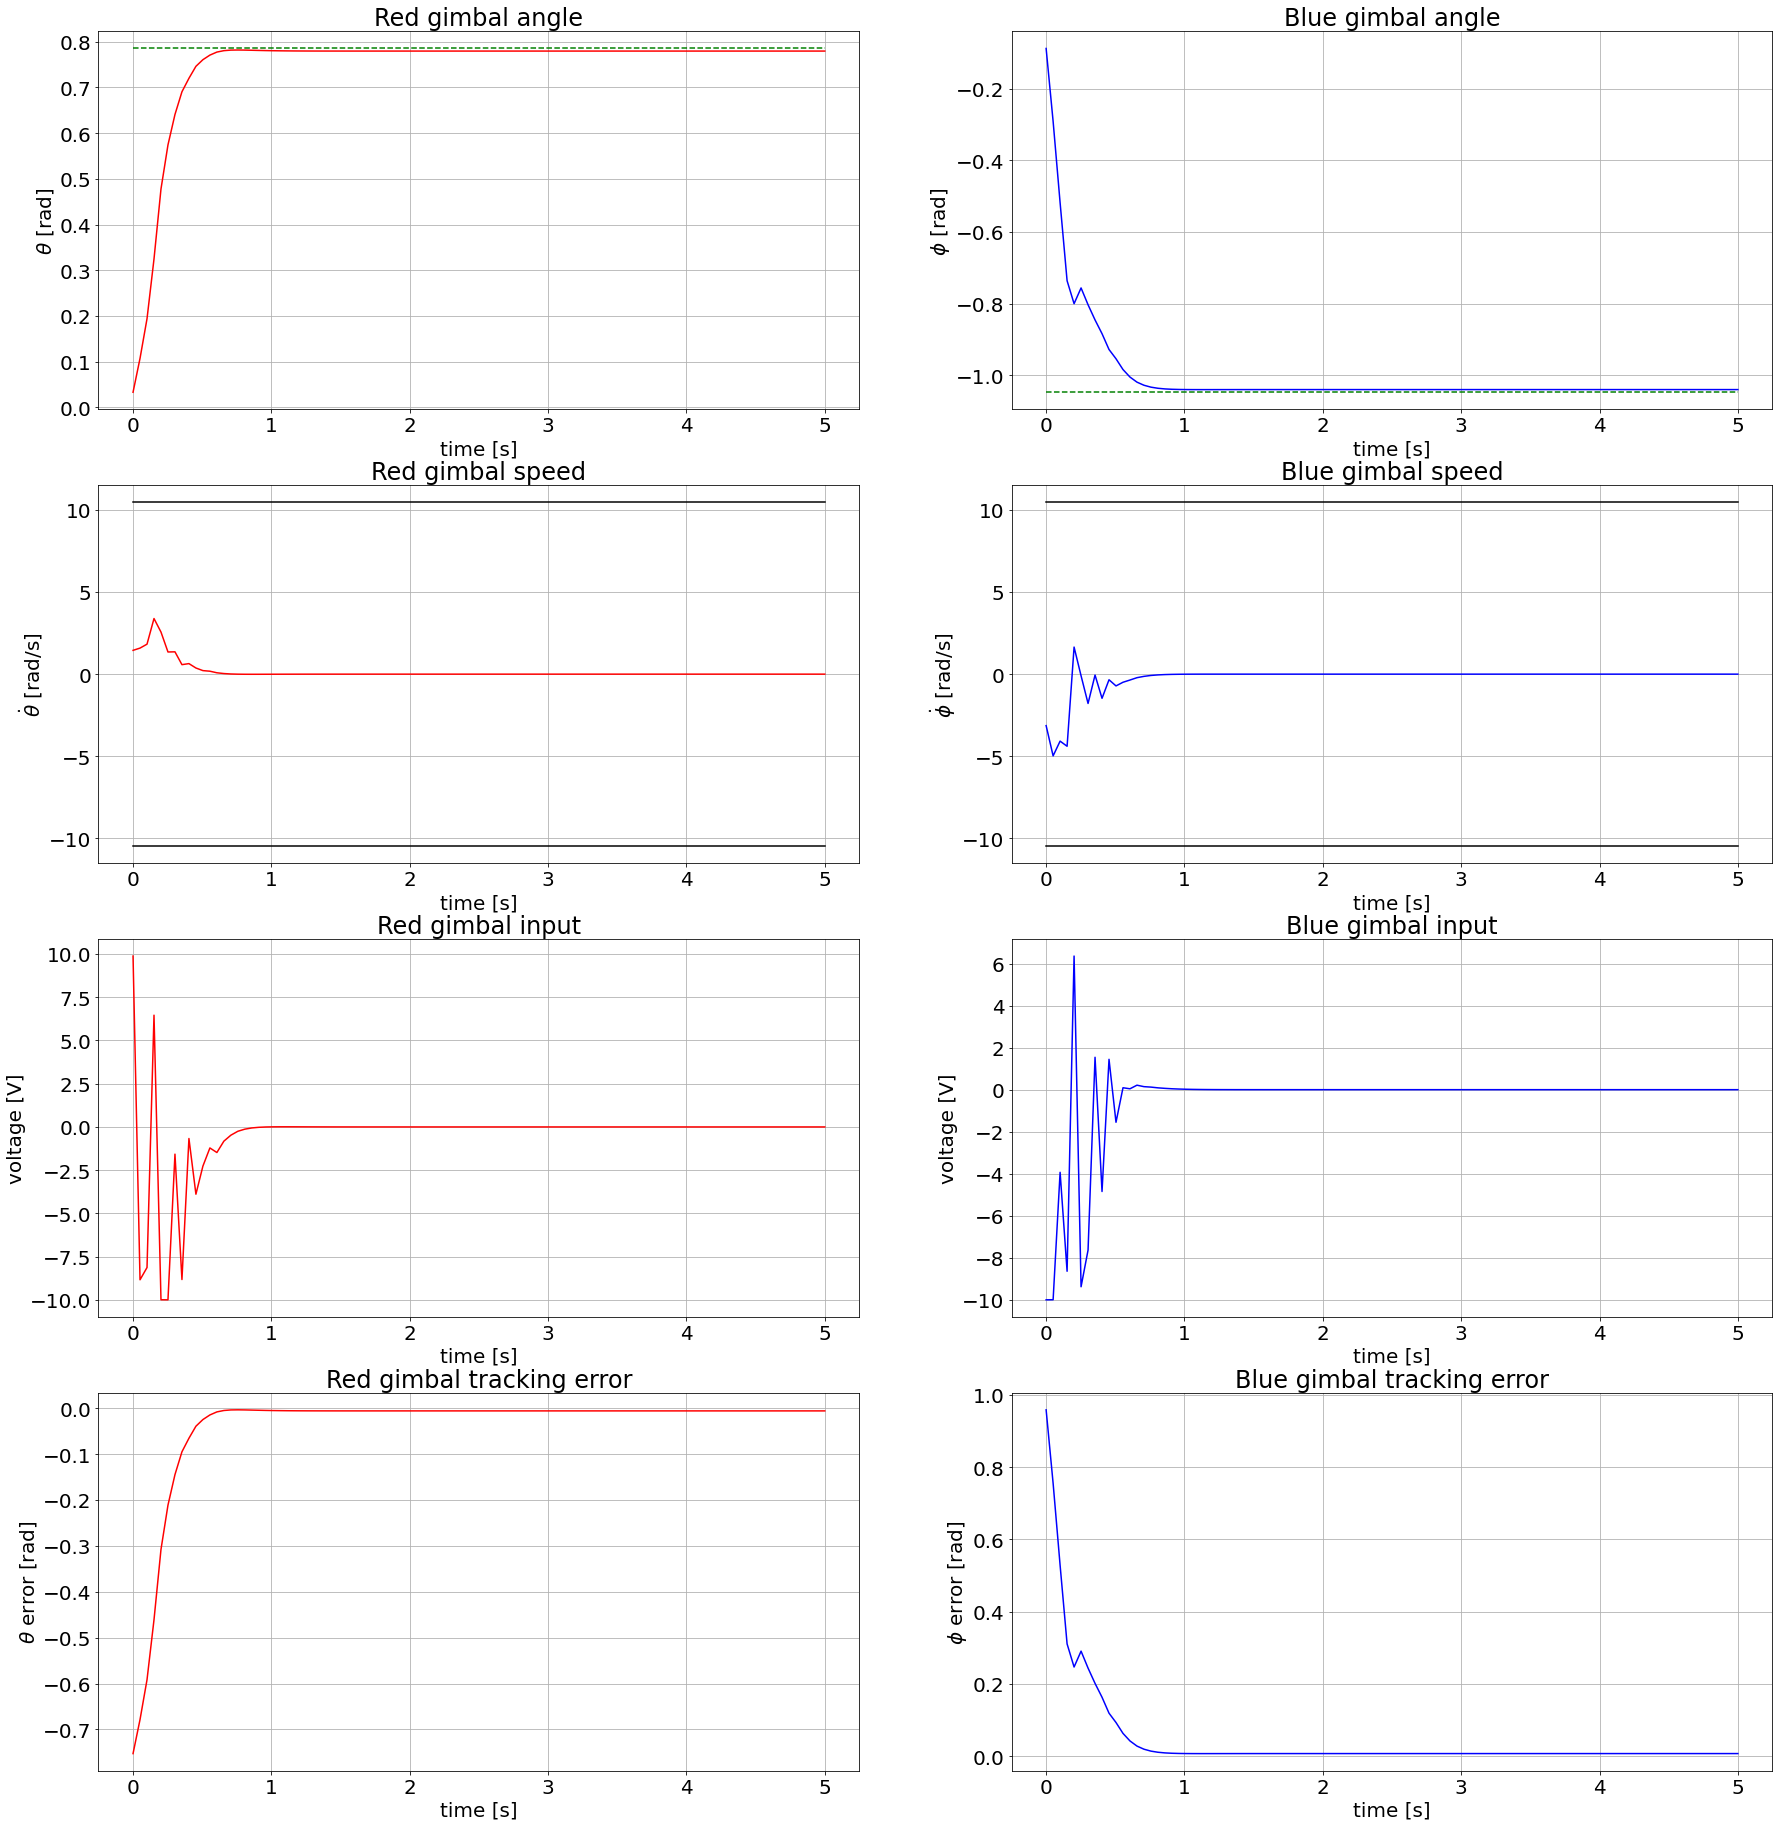 Red gimbal angle
0.8
0.7
0.6
0.5
0.4
0.3
0.2
0.1
0.0
θ [rad]
0 1 2 3 4 5
time [s]
Blue gimbal angle
−0.2
−0.4
−0.6
−0.8
−1.0
ϕ [rad]
0 1 2 3 4 5
time [s]
Red gimbal speed
10
5
0
−5
−10
θ̇ [rad/s]
0 1 2 3 4 5
time [s]
Blue gimbal speed
10
5
0
−5
−10
ϕ̇ [rad/s]
0 1 2 3 4 5
time [s]
Red gimbal input
10.0
7.5
5.0
2.5
0.0
−2.5
−5.0
−7.5
−10.0
voltage [V]
0 1 2 3 4 5
time [s]
Blue gimbal input
6
4
2
0
−2
−4
−6
−8
−10
voltage [V]
0 1 2 3 4 5
time [s]
Red gimbal tracking error
0.0
−0.1
−0.2
−0.3
−0.4
−0.5
−0.6
−0.7
θ error [rad]
0 1 2 3 4 5
time [s]
Blue gimbal tracking error
1.0
0.8
0.6
0.4
0.2
0.0
ϕ error [rad]
0 1 2 3 4 5
time [s]